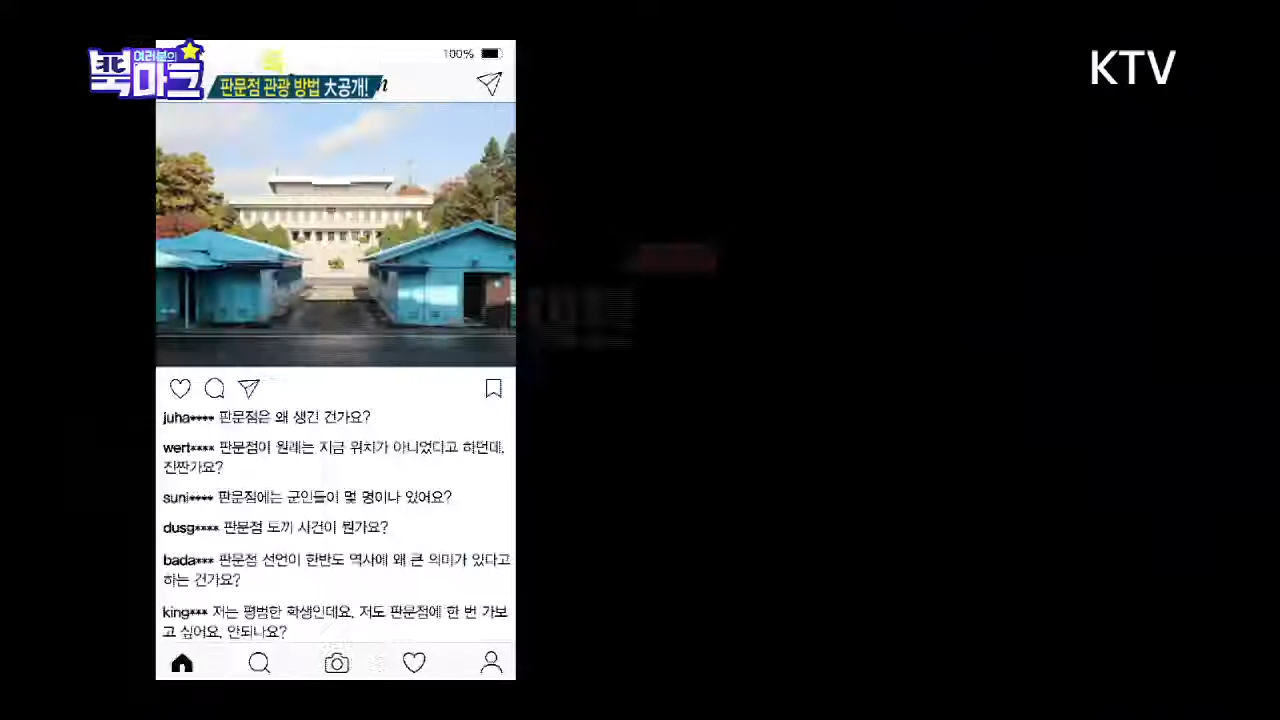 여러분의
북마크
판문점 관광 방법 大공개!
100%
KTV
juha**** 판문점은 왜 생긴 건가요?
wert**** 판문점이 원래는 지금 위치가 아니었다고 하던데,
진짠가요?
suni**** 판문점에는 군인들이 몇 명이나 있어요?
dusg**** 판문점 도끼 사건이 뭔가요?
bada*** 판문점 선언이 한반도 역사에 왜 큰 의미가 있다고
하는 건가요?
king*** 저는 평범한 학생인데요, 저도 판문점에 한 번 가보
고 싶어요, 안되나요?